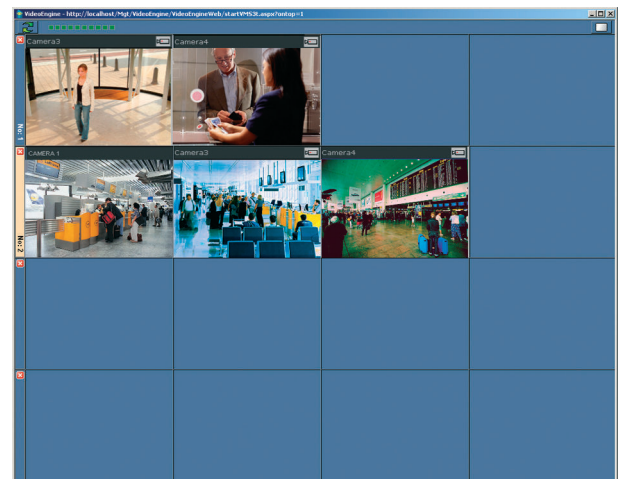 VideoEngine - http://localhost/Mgt/VideoEngine/VideoEngineWeb/startVMS3t.aspx?ontop=1
Camera3
Camera4
No: 1
CAMERA 1
Camera3
Camera4
No: 2